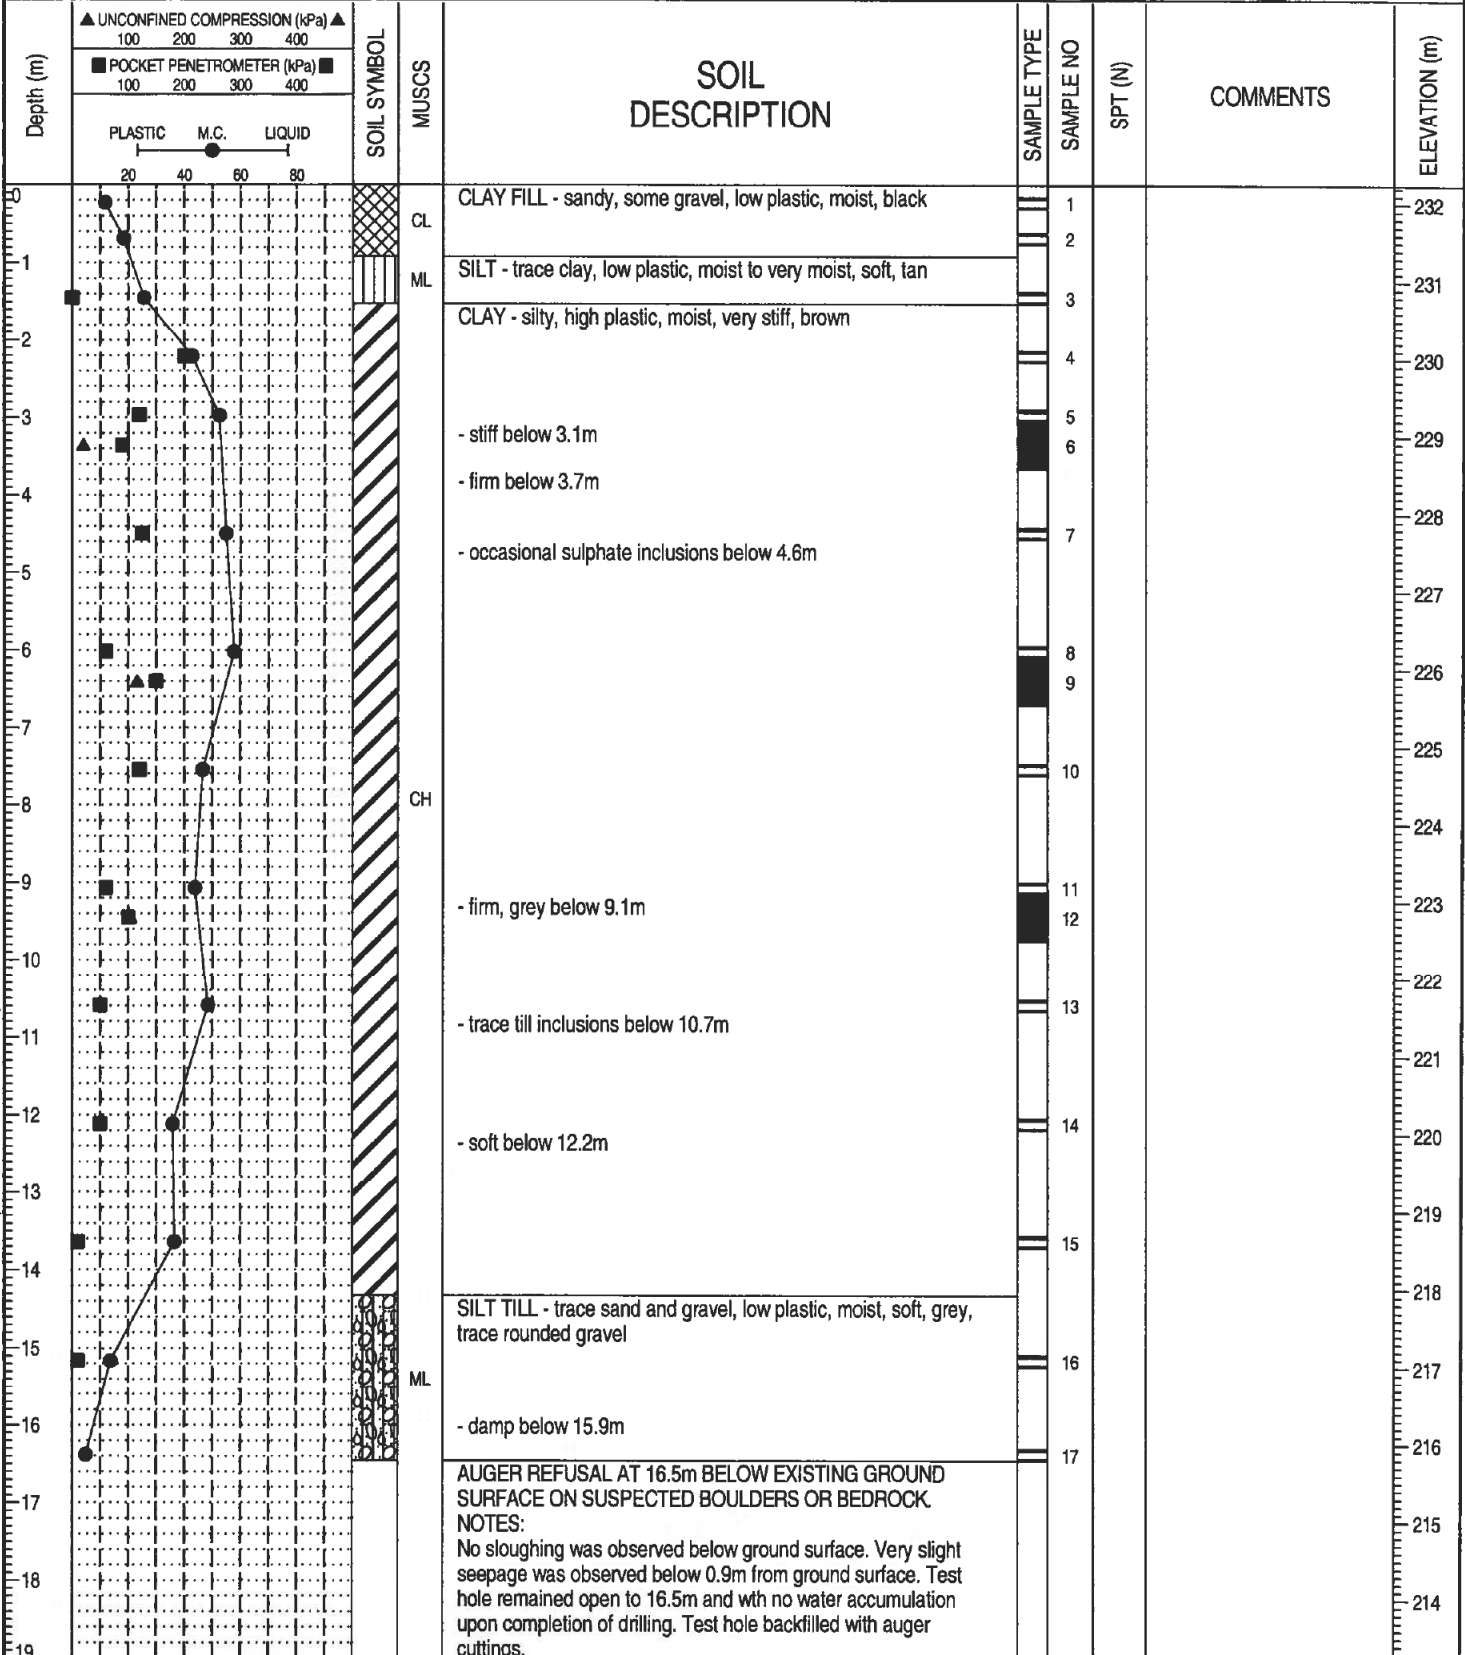 ▲ UNCONFINED COMPRESSION (kPa) ▲
100 200 300 400
■ POCKET PENETROMETER (kPa) ■
100 200 300 400
PLASTIC M.C. LIQUID
20 40 60 80
Depth (m)
SOIL SYMBOL
MUSCS
SOIL
DESCRIPTION
SAMPLE TYPE
SAMPLE NO
SPT (N)
COMMENTS
ELEVATION (m)
0
CL
CLAY FILL - sandy, some gravel, low plastic, moist, black
1
232
2
1
ML
SILT - trace clay, low plastic, moist to very moist, soft, tan
3
231
CLAY - silty, high plastic, moist, very stiff, brown
2
4
230
3
5
- stiff below 3.1m
6
229
- firm below 3.7m
4
7
228
- occasional sulphate inclusions below 4.6m
5
227
6
8
9
226
7
225
10
8
CH
224
9
11
- firm, grey below 9.1m
12
223
10
222
13
- trace till inclusions below 10.7m
11
221
12
14
220
- soft below 12.2m
13
219
15
14
218
SILT TILL - trace sand and gravel, low plastic, moist, soft, grey,
trace rounded gravel
15
16
217
ML
16
- damp below 15.9m
216
17
AUGER REFUSAL AT 16.5m BELOW EXISTING GROUND
SURFACE ON SUSPECTED BOULDERS OR BEDROCK.
17
NOTES:
215
No sloughing was observed below ground surface. Very slight
seepage was observed below 0.9m from ground surface. Test
18
hole remained open to 16.5m and wth no water accumulation
214
upon completion of drilling. Test hole backfilled with auger
cuttings.
19